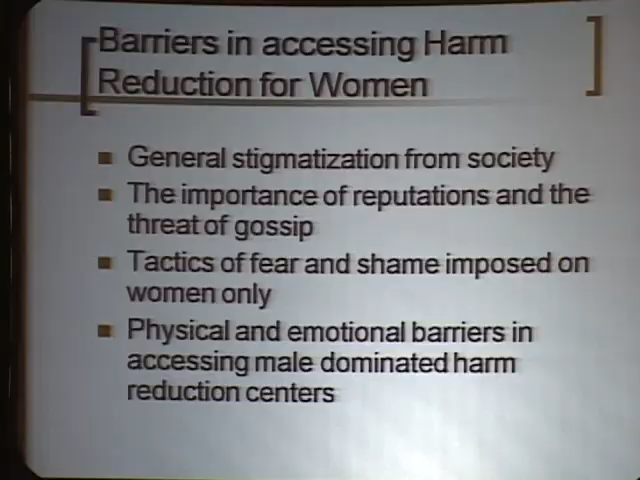 Barriers in accessing Harm
Reduction for Women
General stigmatization from society
The importance of reputations and the
threat of gossip
Tactics of fear and shame imposed on
women only
Physical and emotional barriers in
accessing male dominated harm
reduction centers